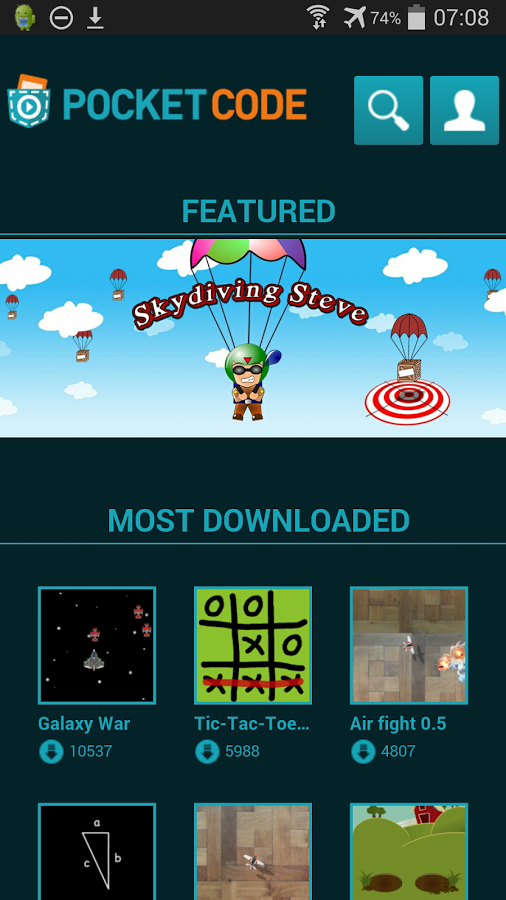 74% 07:08
POCKET CODE
FEATURED
Skydiving Steve
MOST DOWNLOADED
Galaxy War Tic-Tac-Toe... Air fight 0.5
10537 5988 4807
a
c b